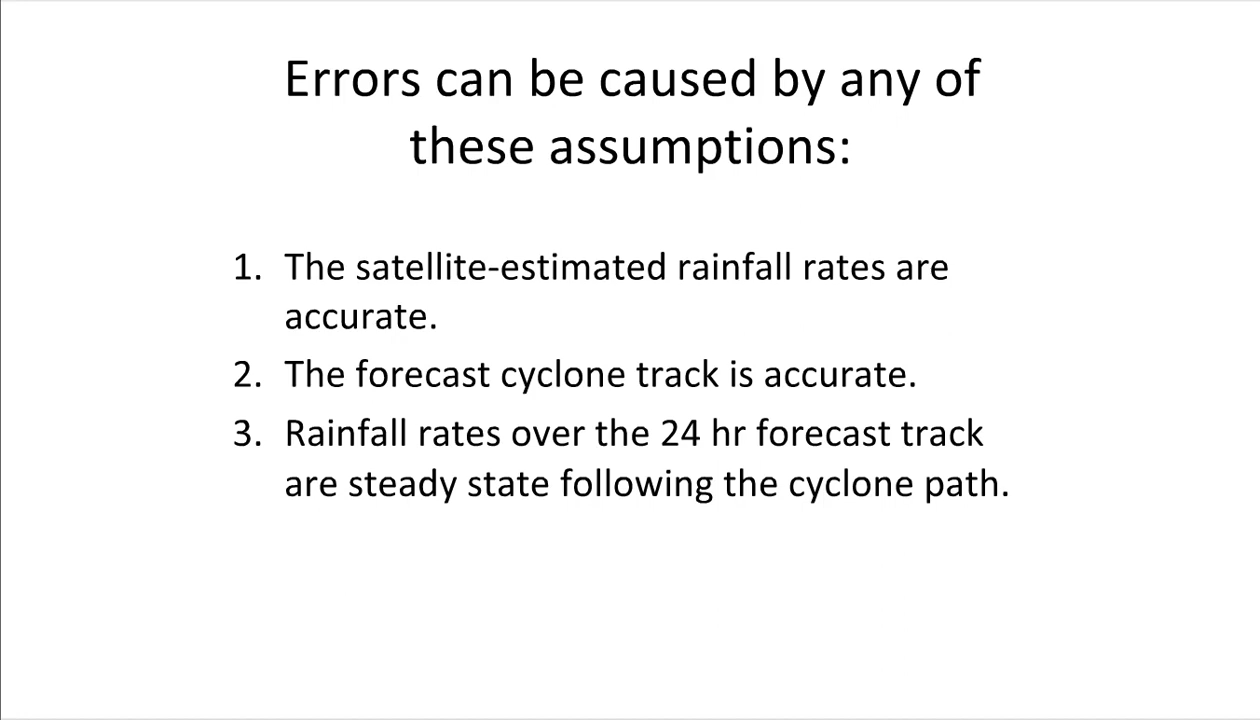 Errors can be caused by any of
these assumptions:
1. The satellite-estimated rainfall rates are
accurate.
2. The forecast cyclone track is accurate.
3. Rainfall rates over the 24 hr forecast track
are steady state following the cyclone path.